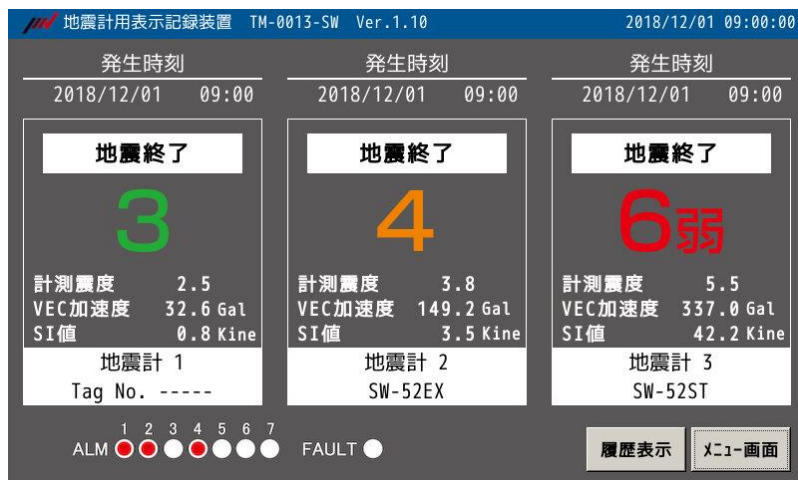 地震計用表示記録装置 TM-0013-SW Ver.1.10 2018/12/01 09:00:00
発生時刻
2018/12/01 09:00
地震終了
3
計測震度 2.5
VEC加速度 32.6 Gal
SI値 0.8 Kine
地震計 1
Tag No. -----
発生時刻
2018/12/01 09:00
地震終了
4
計測震度 3.8
VEC加速度 149.2 Gal
SI値 3.5 Kine
地震計 2
SW-52EX
発生時刻
2018/12/01 09:00
地震終了
6弱
計測震度 5.5
VEC加速度 337.0 Gal
SI値 42.2 Kine
地震計 3
SW-52ST
1 2 3 4 5 6 7
ALM FAULT
履歴表示 メニュー画面